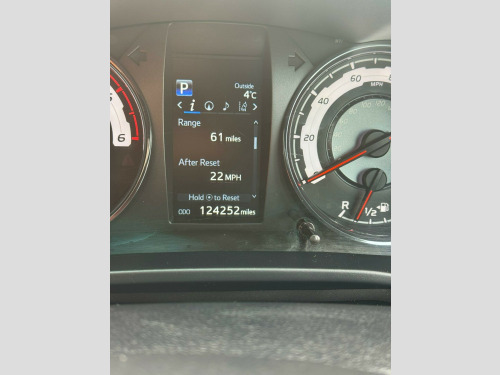 P
Outside
4°C
Range
61 miles
After Reset
22 MPH
Hold ⦿ to Reset
ODO 124252 miles
6
60
MPH
40
20
R
1/2